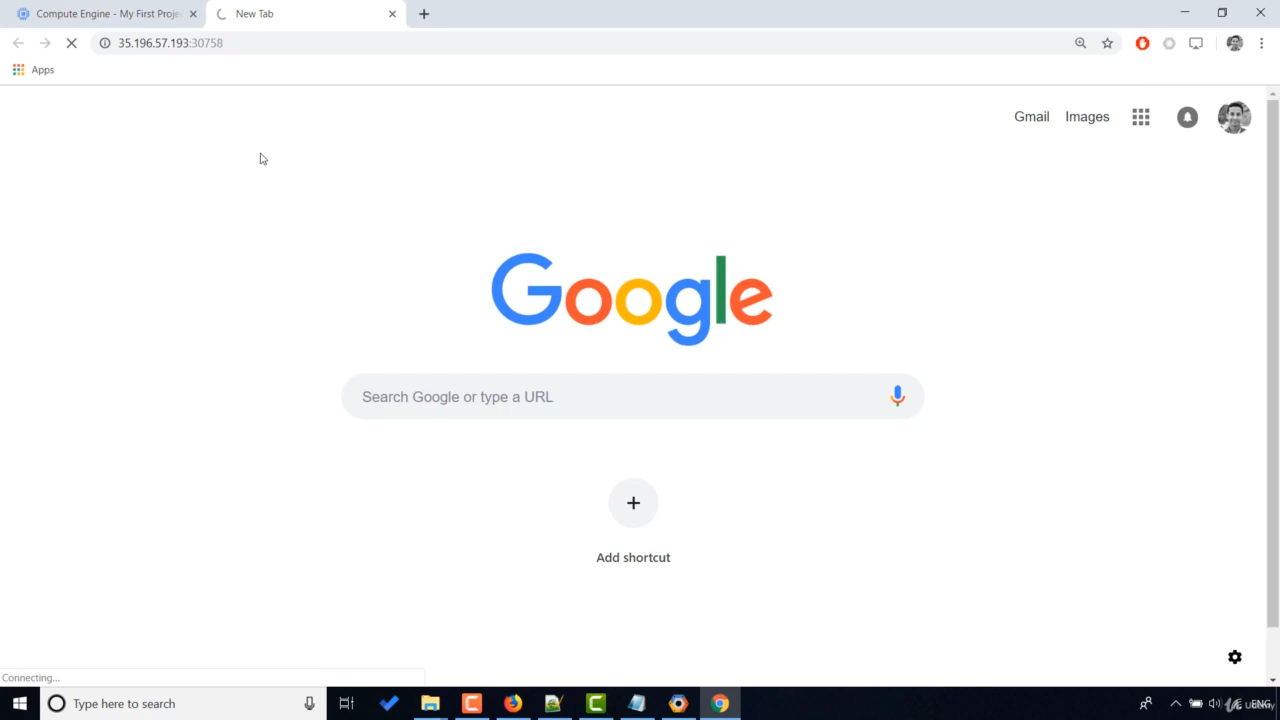 Compute Engine - My First Proje
New Tab
35.196.57.193:30758
Apps
Gmail
Images
Google
Search Google or type a URL
Add shortcut
Connecting...
Type here to search
ENG